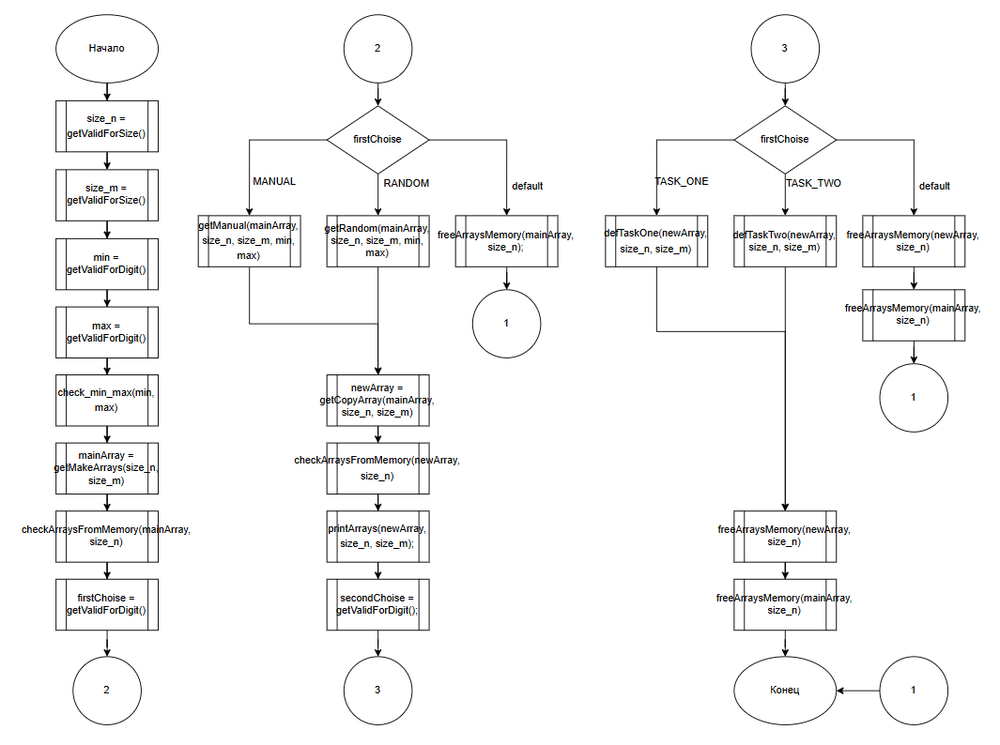 Начало
size_n =
getValidForSize()
size_m =
getValidForSize()
min =
getValidForDigit()
max =
getValidForDigit()
check_min_max(min,
max)
mainArray =
getMakeArrays(size_n,
size_m)
checkArraysFromMemory(mainArray,
size_n)
firstChoise =
getValidForDigit()
2
2
firstChoise
MANUAL
RANDOM
default
getManual(mainArray,
size_n, size_m, min,
max)
getRandom(mainArray,
size_n, size_m, min,
max)
freeArraysMemory(mainArray,
size_n);
1
newArray =
getCopyArray(mainArray,
size_n, size_m)
checkArraysFromMemory(newArray,
size_n)
printArrays(newArray,
size_n, size_m);
secondChoise =
getValidForDigit();
3
3
firstChoise
TASK_ONE
TASK_TWO
default
defTaskOne(newArray,
size_n, size_m)
defTaskTwo(newArray,
size_n, size_m)
freeArraysMemory(newArray,
size_n)
freeArraysMemory(mainArray,
size_n)
1
freeArraysMemory(newArray,
size_n)
freeArraysMemory(mainArray,
size_n)
Конец
1